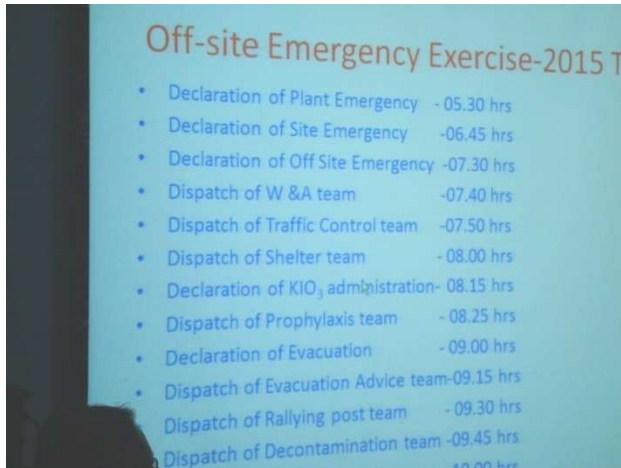 Off-site Emergency Exercise-2015 T
• Declaration of Plant Emergency - 05.30 hrs
• Declaration of Site Emergency -06.45 hrs
• Declaration of Off Site Emergency -07.30 hrs
• Dispatch of W &A team -07.40 hrs
• Dispatch of Traffic Control team -07.50 hrs
• Dispatch of Shelter team - 08.00 hrs
• Declaration of KIO₃ administration- 08.15 hrs
• Dispatch of Prophylaxis team - 08.25 hrs
• Declaration of Evacuation - 09.00 hrs
• Dispatch of Evacuation Advice team-09.15 hrs
Dispatch of Rallying post team - 09.30 hrs
Dispatch of Decontamination team -09.45 hrs